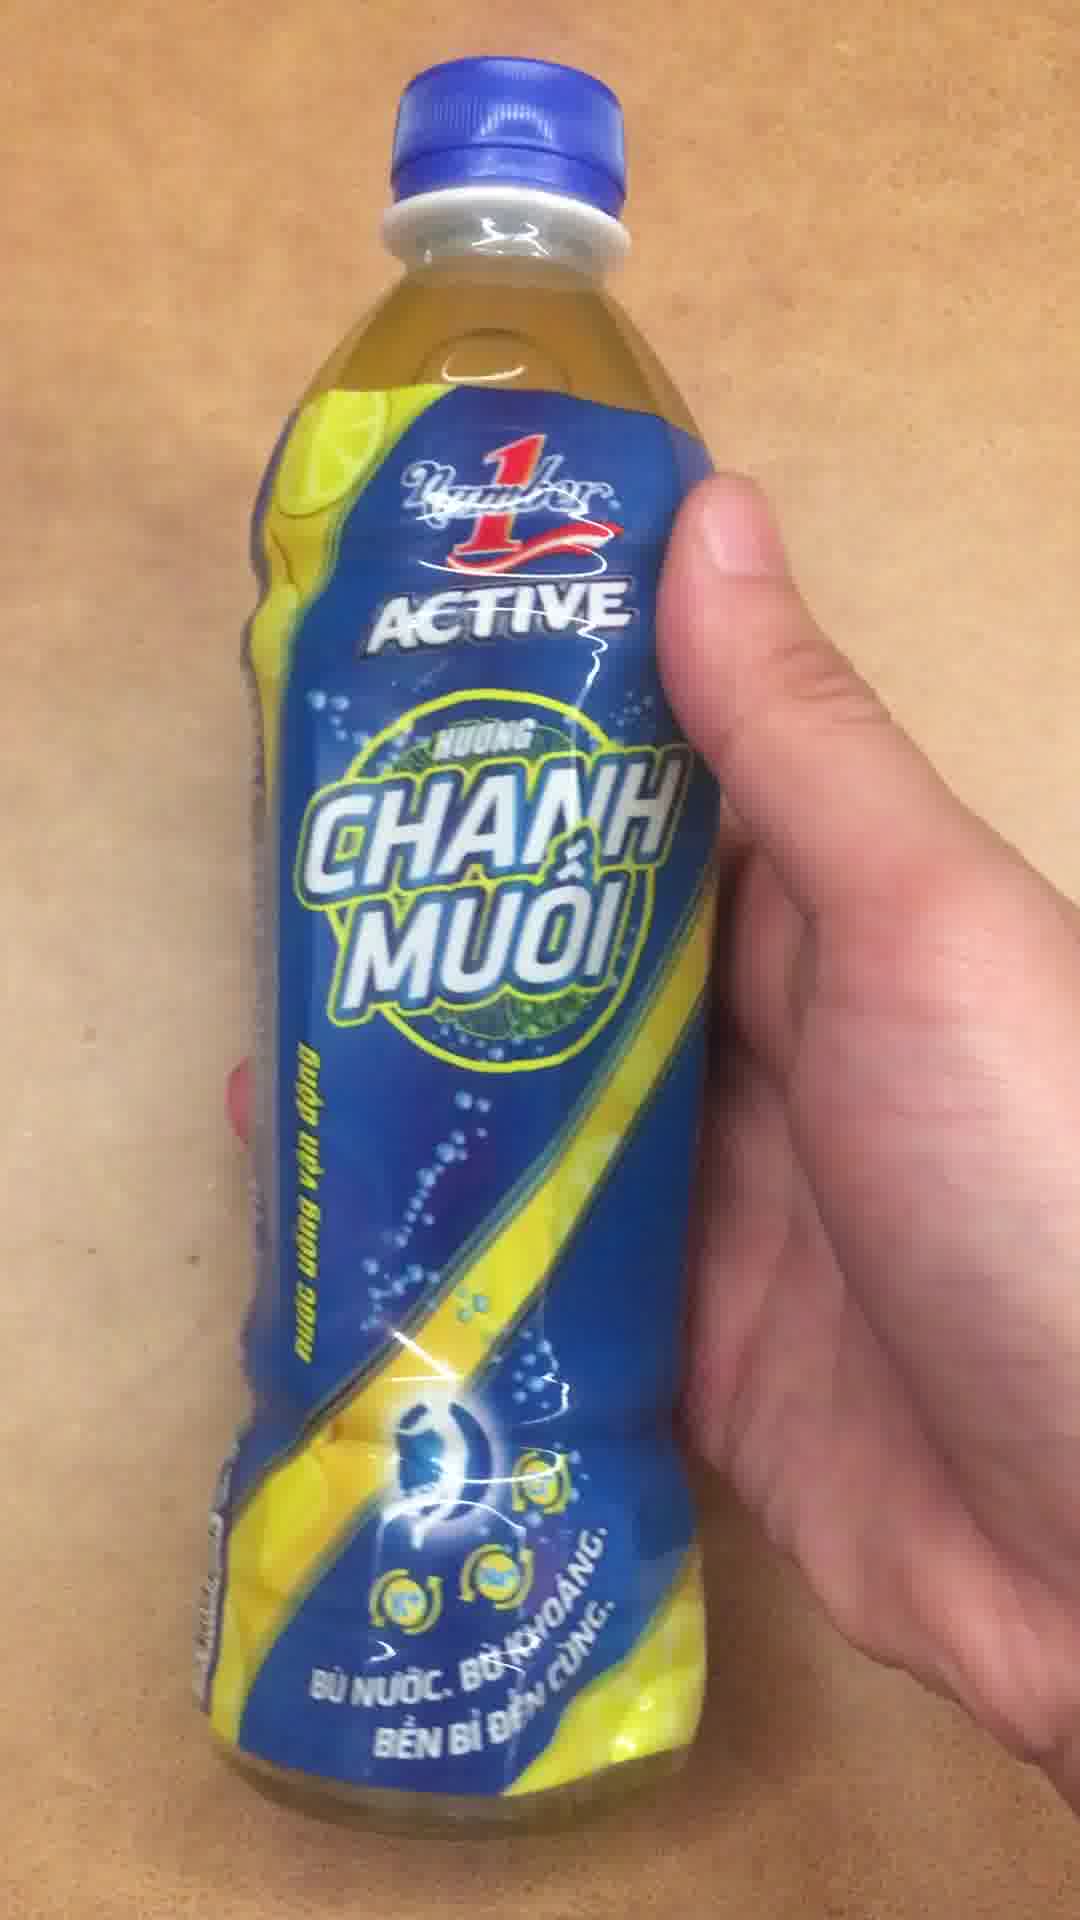 Number 1
ACTIVE
HƯƠNG
CHANH
MUỐI
nước uống vận động
BÙ NƯỚC. BÙ KHOÁNG.
BỀN BỈ ĐẾN CÙNG.